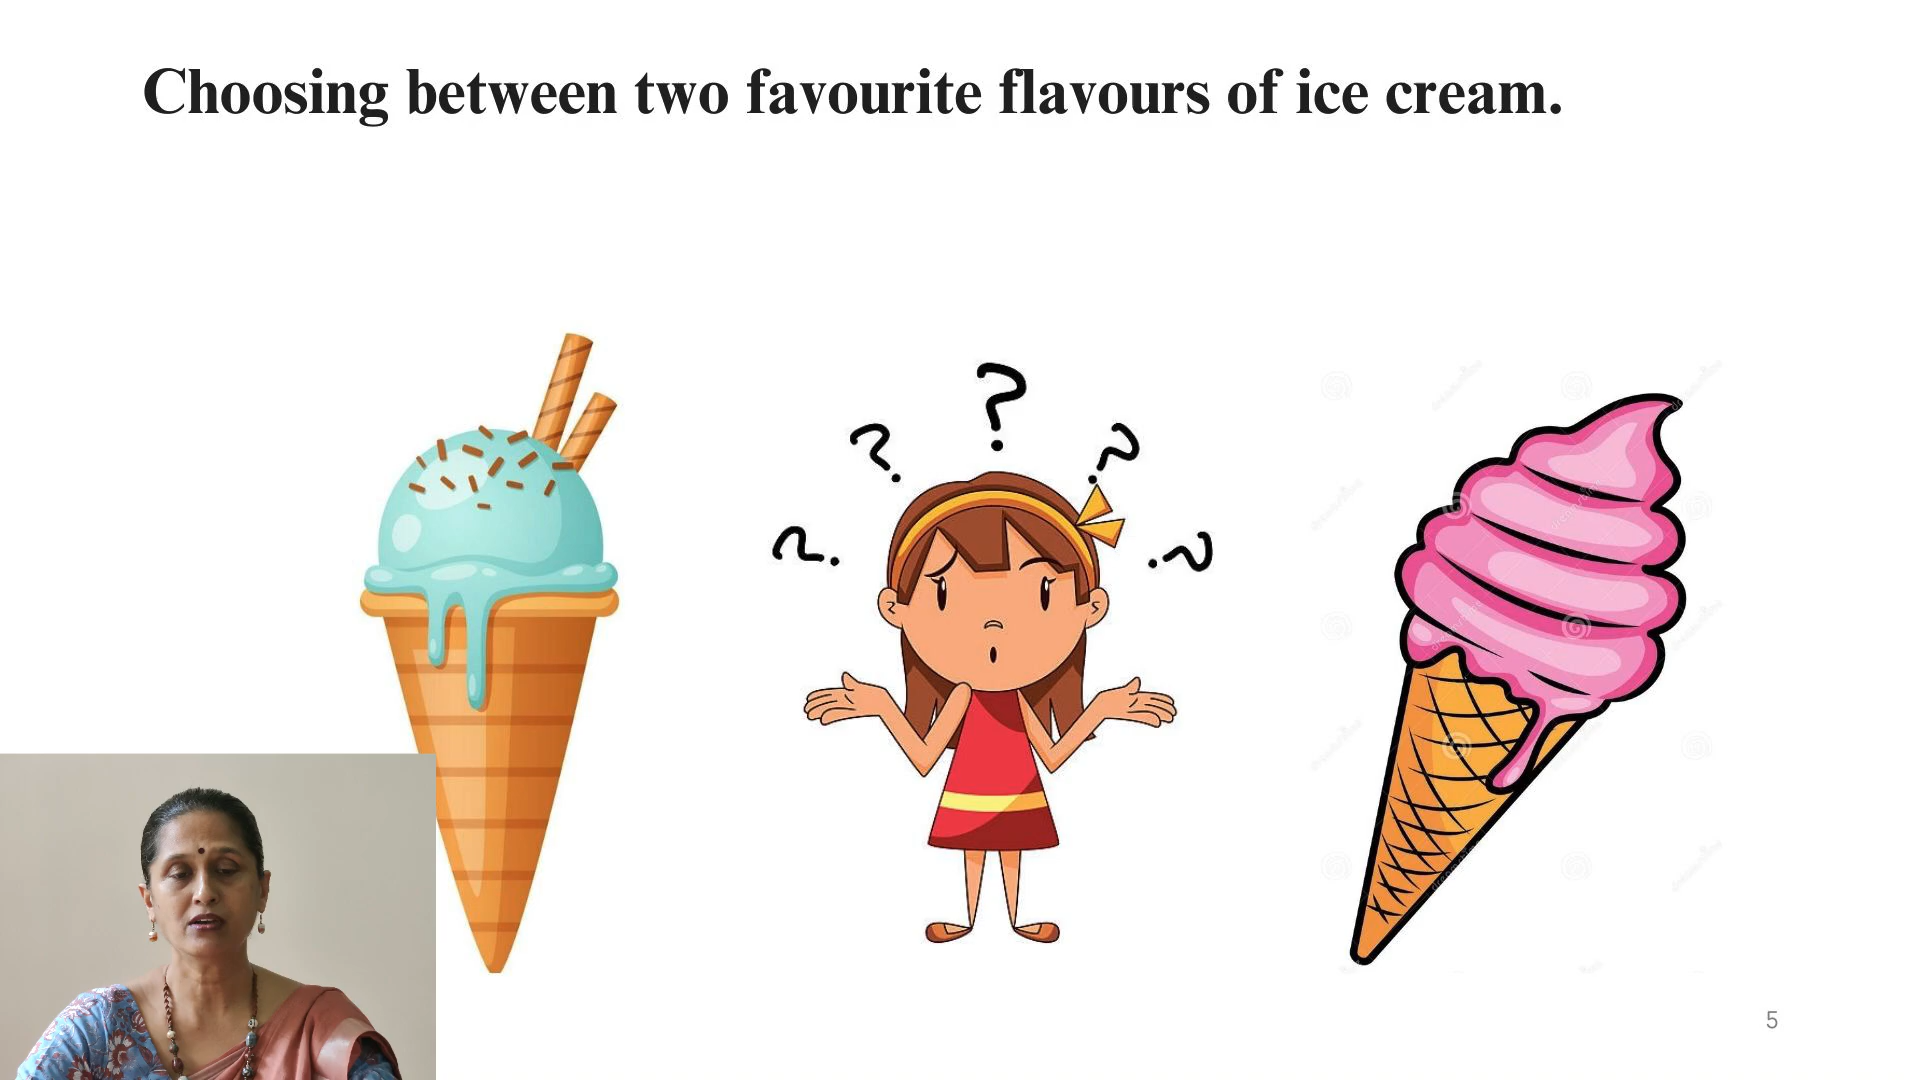 Choosing between two favourite flavours of ice cream.
?
? ?
? ?
5